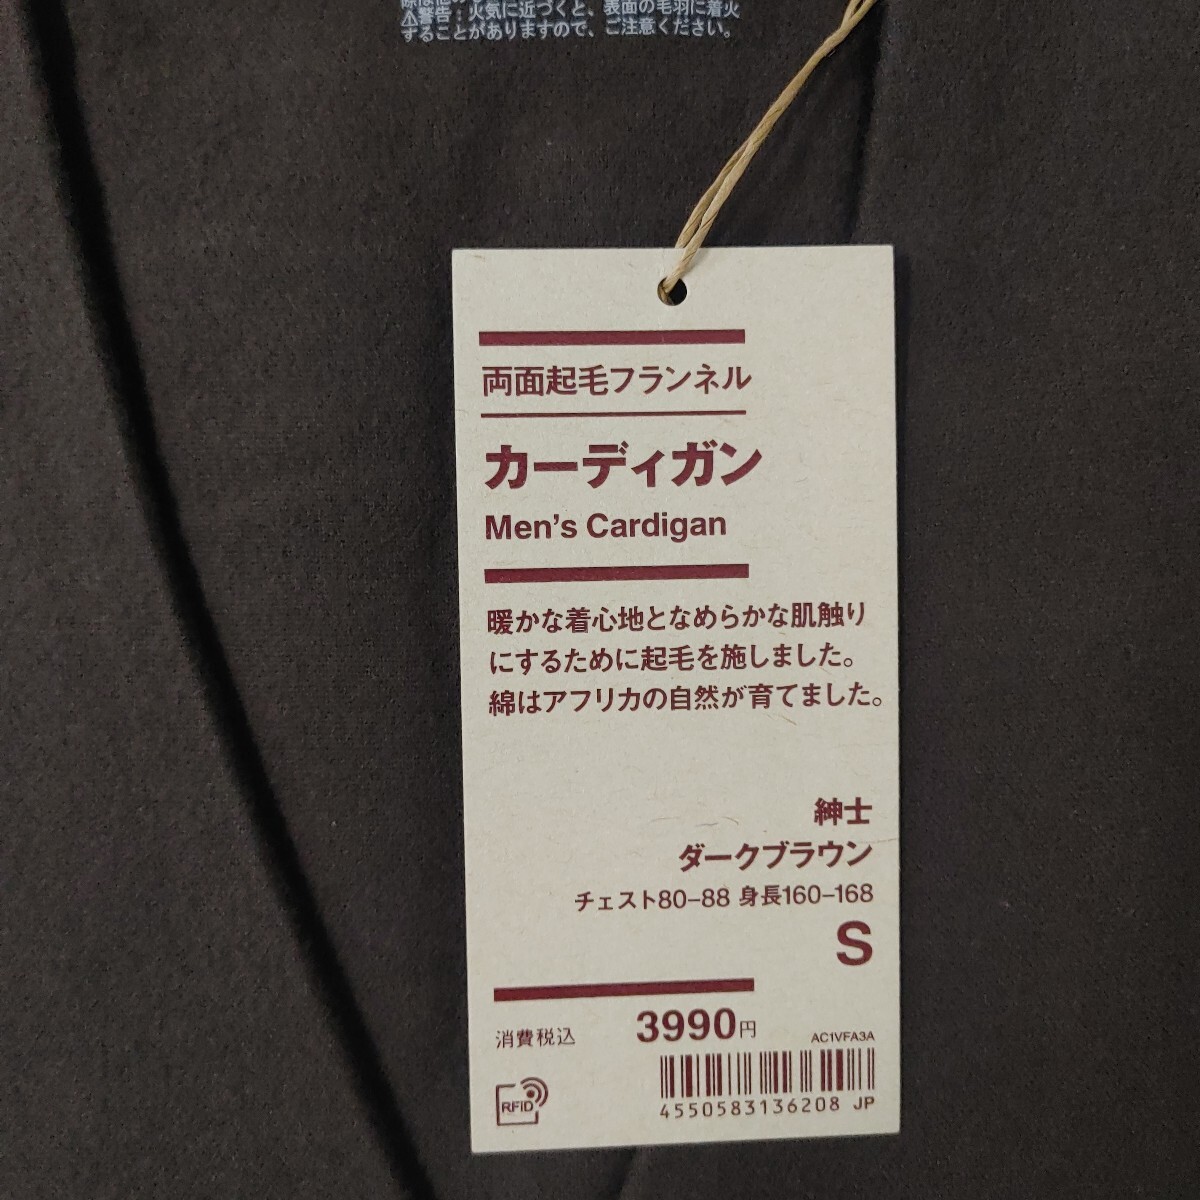 ⚠警告：火気に近づくと、表面の毛羽に着火
することがありますので、ご注意ください。
両面起毛フランネル
カーディガン
Men's Cardigan
暖かな着心地となめらかな肌触り
にするために起毛を施しました。
綿はアフリカの自然が育てました。
紳士
ダークブラウン
チェスト80–88 身長160–168
S
消費税込 3990円
AC1VFA3A
RFID
4550583136208 JP